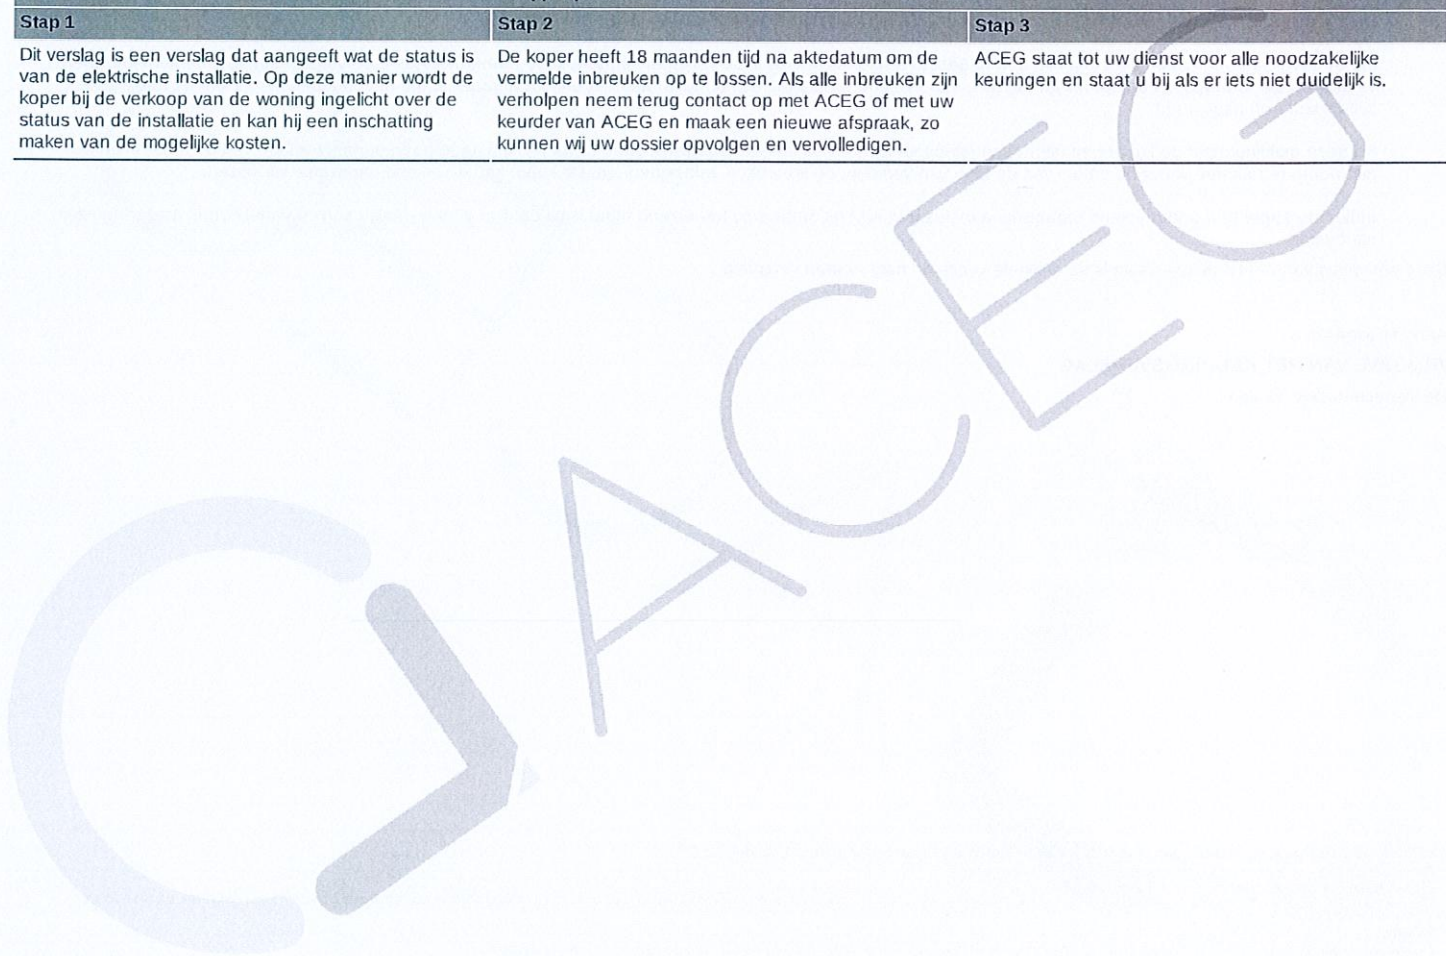 Stap 1
Dit verslag is een verslag dat aangeeft wat de status is
van de elektrische installatie. Op deze manier wordt de
koper bij de verkoop van de woning ingelicht over de
status van de installatie en kan hij een inschatting
maken van de mogelijke kosten.
Stap 2
De koper heeft 18 maanden tijd na aktedatum om de
vermelde inbreuken op te lossen. Als alle inbreuken zijn
verholpen neem terug contact op met ACEG of met uw
keurder van ACEG en maak een nieuwe afspraak, zo
kunnen wij uw dossier opvolgen en vervolledigen.
Stap 3
ACEG staat tot uw dienst voor alle noodzakelijke
keuringen en staat u bij als er iets niet duidelijk is.
ACEG